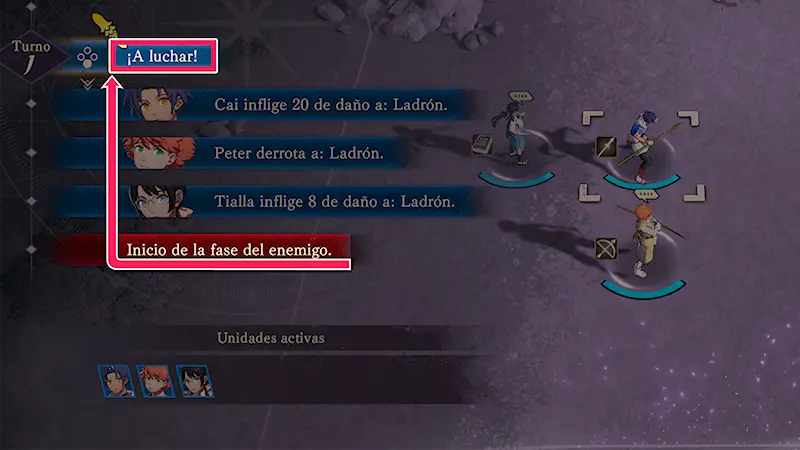 Turno
1
¡A luchar!
Cai inflige 20 de daño a: Ladrón.
Peter derrota a: Ladrón.
Tialla inflige 8 de daño a: Ladrón.
Inicio de la fase del enemigo.
Unidades activas